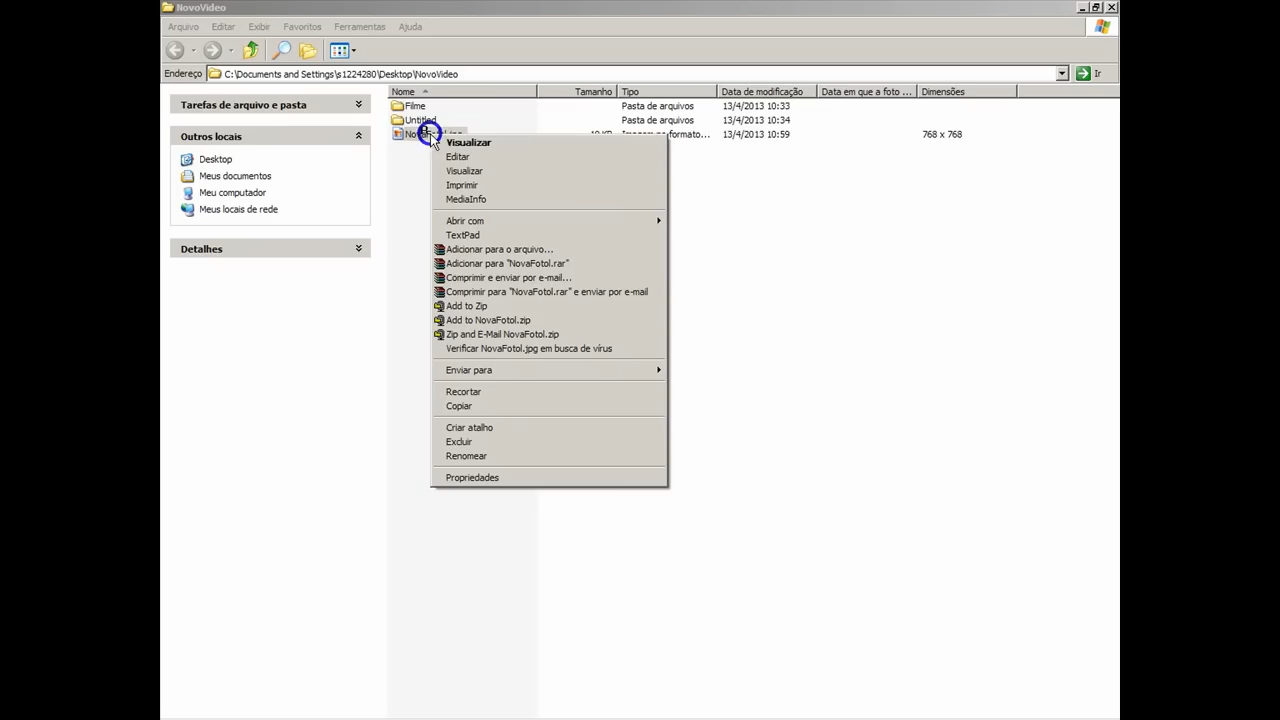 NovoVideo
Arquivo Editar Exibir Favoritos Ferramentas Ajuda
Endereço C:\Documents and Settings\s1224280\Desktop\NovoVideo Ir
Tarefas de arquivo e pasta
Outros locais
Desktop
Meus documentos
Meu computador
Meus locais de rede
Detalhes
Nome Tamanho Tipo Data de modificação Data em que a foto ... Dimensões
Filme Pasta de arquivos 13/4/2013 10:33
Untitled Pasta de arquivos 13/4/2013 10:34
13/4/2013 10:59 768 x 768
Visualizar
Editar
Visualizar
Imprimir
MediaInfo
Abrir com
TextPad
Adicionar para o arquivo...
Adicionar para "NovaFotol.rar"
Comprimir e enviar por e-mail...
Comprimir para "NovaFotol.rar" e enviar por e-mail
Add to Zip
Add to NovaFotol.zip
Zip and E-Mail NovaFotol.zip
Verificar NovaFotol.jpg em busca de vírus
Enviar para
Recortar
Copiar
Criar atalho
Excluir
Renomear
Propriedades